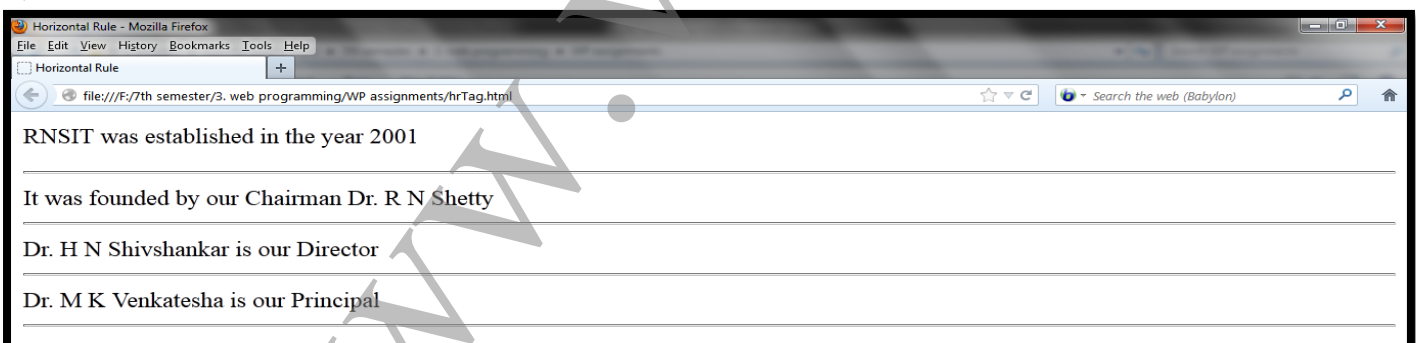 Horizontal Rule - Mozilla Firefox
File Edit View History Bookmarks Tools Help
Horizontal Rule +
file:///F:/7th semester/3. web programming/WP assignments/hrTag.html Search the web (Babylon)
RNSIT was established in the year 2001
It was founded by our Chairman Dr. R N Shetty
Dr. H N Shivshankar is our Director
Dr. M K Venkatesha is our Principal